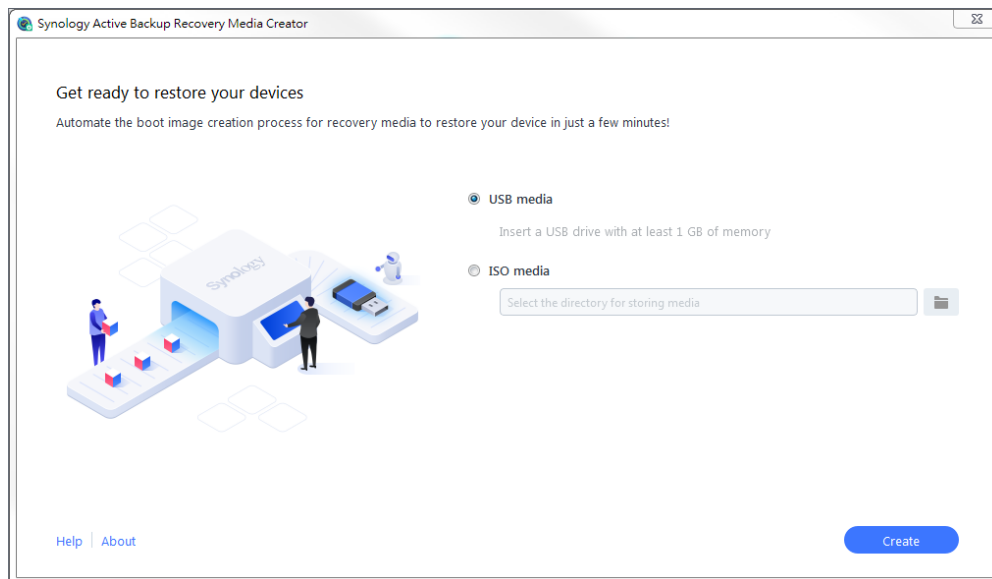 Synology Active Backup Recovery Media Creator
Get ready to restore your devices
Automate the boot image creation process for recovery media to restore your device in just a few minutes!
USB media
Insert a USB drive with at least 1 GB of memory
Synology
ISO media
Select the directory for storing media
Help | About
Create